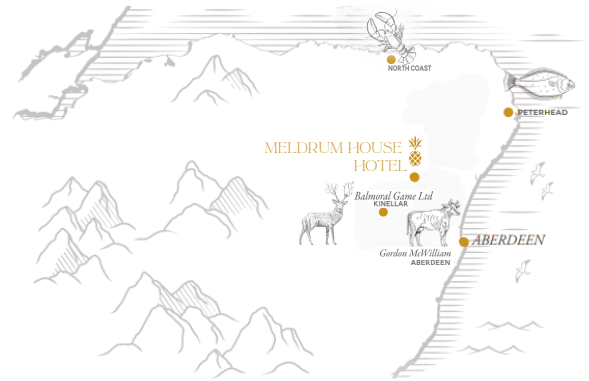 NORTH COAST
PETERHEAD
MELDRUM HOUSE
HOTEL
Balmoral Game Ltd
KINELLAR
ABERDEEN
Gordon McWilliam
ABERDEEN